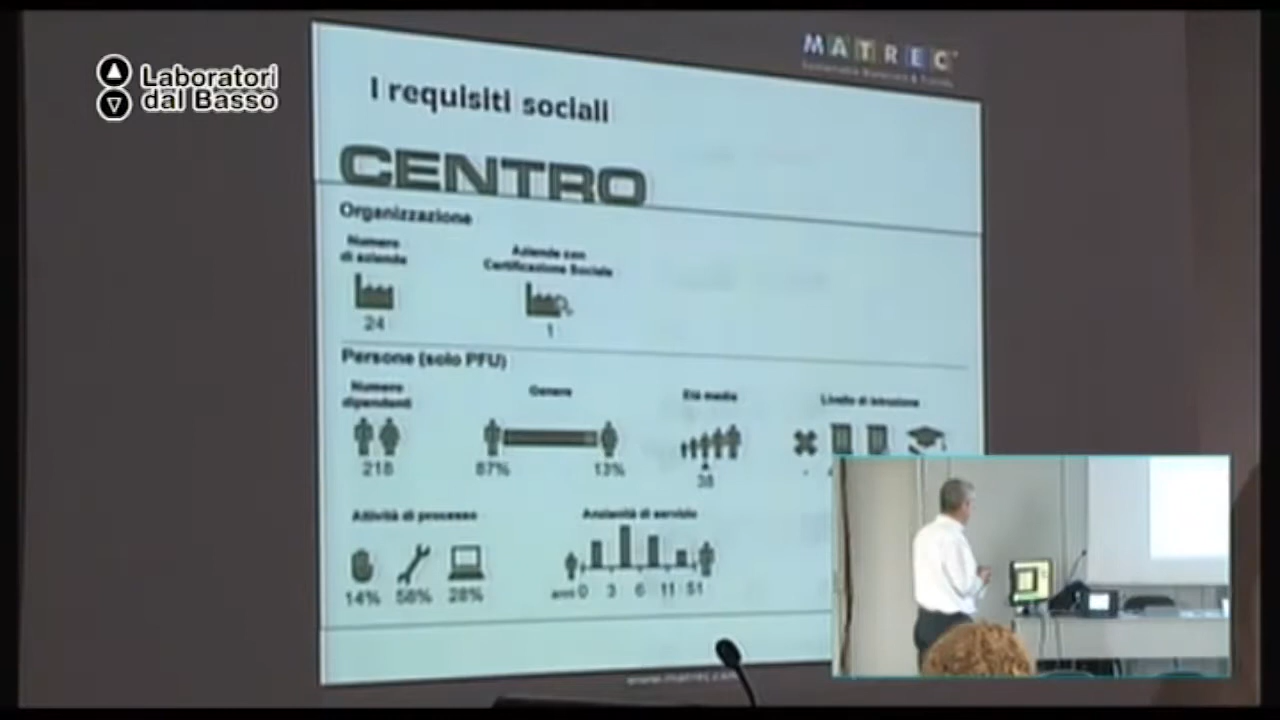 Laboratori
dal Basso
MATREC
I requisiti sociali
CENTRO
Organizzazione
Numero
di aziende
Aziende con
Certificazione Sociale
24
1
Persone (solo PFU)
Numero
dipendenti
Genere
Età media
Livello di istruzione
218
87%
13%
38
Attività di processo
Anzianità di servizio
14% 58% 28%
anni 0 3 6 11 51